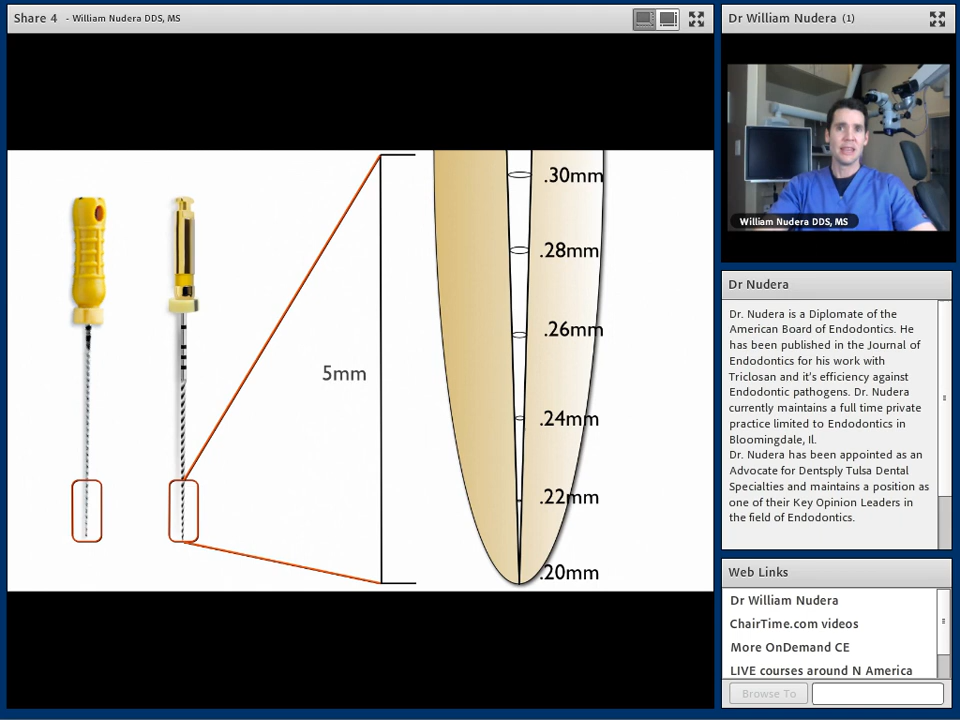 Share 4 - William Nudera DDS, MS
.30mm
.28mm
.26mm
5mm
.24mm
.22mm
.20mm
Dr William Nudera (1)
William Nudera DDS, MS
Dr Nudera
Dr. Nudera is a Diplomate of the
American Board of Endodontics. He
has been published in the Journal of
Endodontics for his work with
Triclosan and it's efficiency against
Endodontic pathogens. Dr. Nudera
currently maintains a full time private
practice limited to Endodontics in
Bloomingdale, Il.
Dr. Nudera has been appointed as an
Advocate for Dentsply Tulsa Dental
Specialties and maintains a position as
one of their Key Opinion Leaders in
the field of Endodontics.
Web Links
Dr William Nudera
ChairTime.com videos
More OnDemand CE
LIVE courses around N America
Browse To